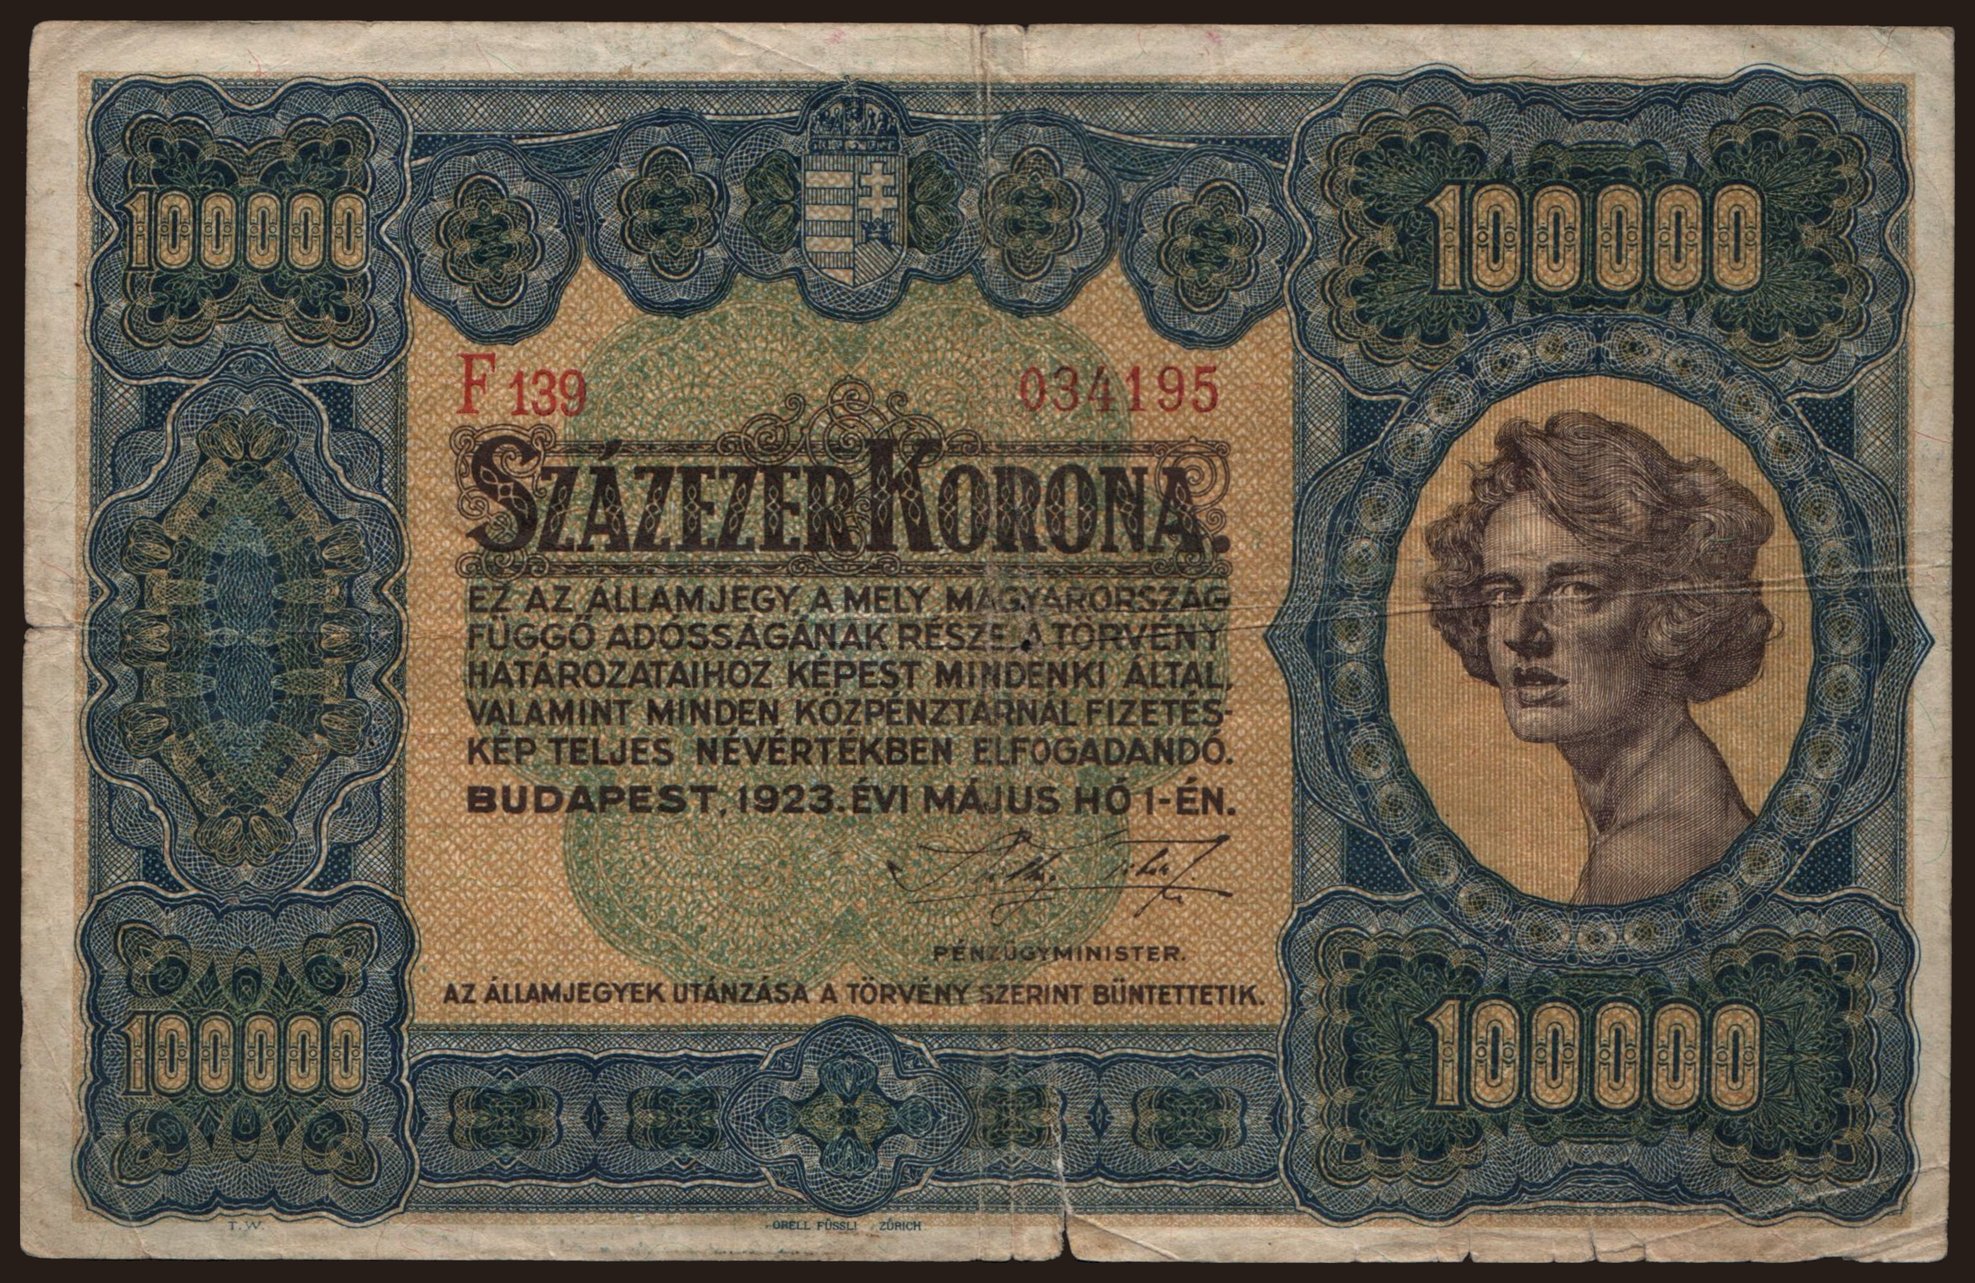 100000
100000
F 139
034195
SZÁZEZER KORONA.
EZ AZ ÁLLAMJEGY, A MELY MAGYARORSZÁG
FÜGGŐ ADÓSSÁGÁNAK RÉSZE, A TÖRVÉNY
HATÁROZATAIHOZ KÉPEST MINDENKI ÁLTAL,
VALAMINT MINDEN KÖZPÉNZTÁRNÁL FIZETÉS-
KÉP TELJES NÉVÉRTÉKBEN ELFOGADANDÓ.
BUDAPEST, 1923. ÉVI MÁJUS HÓ 1-ÉN.
PÉNZÜGYMINISTER.
AZ ÁLLAMJEGYEK UTÁNZÁSA A TÖRVÉNY SZERINT BÜNTETTETIK.
100000
100000
T. W.
ORELL FÜSSLI ZÜRICH